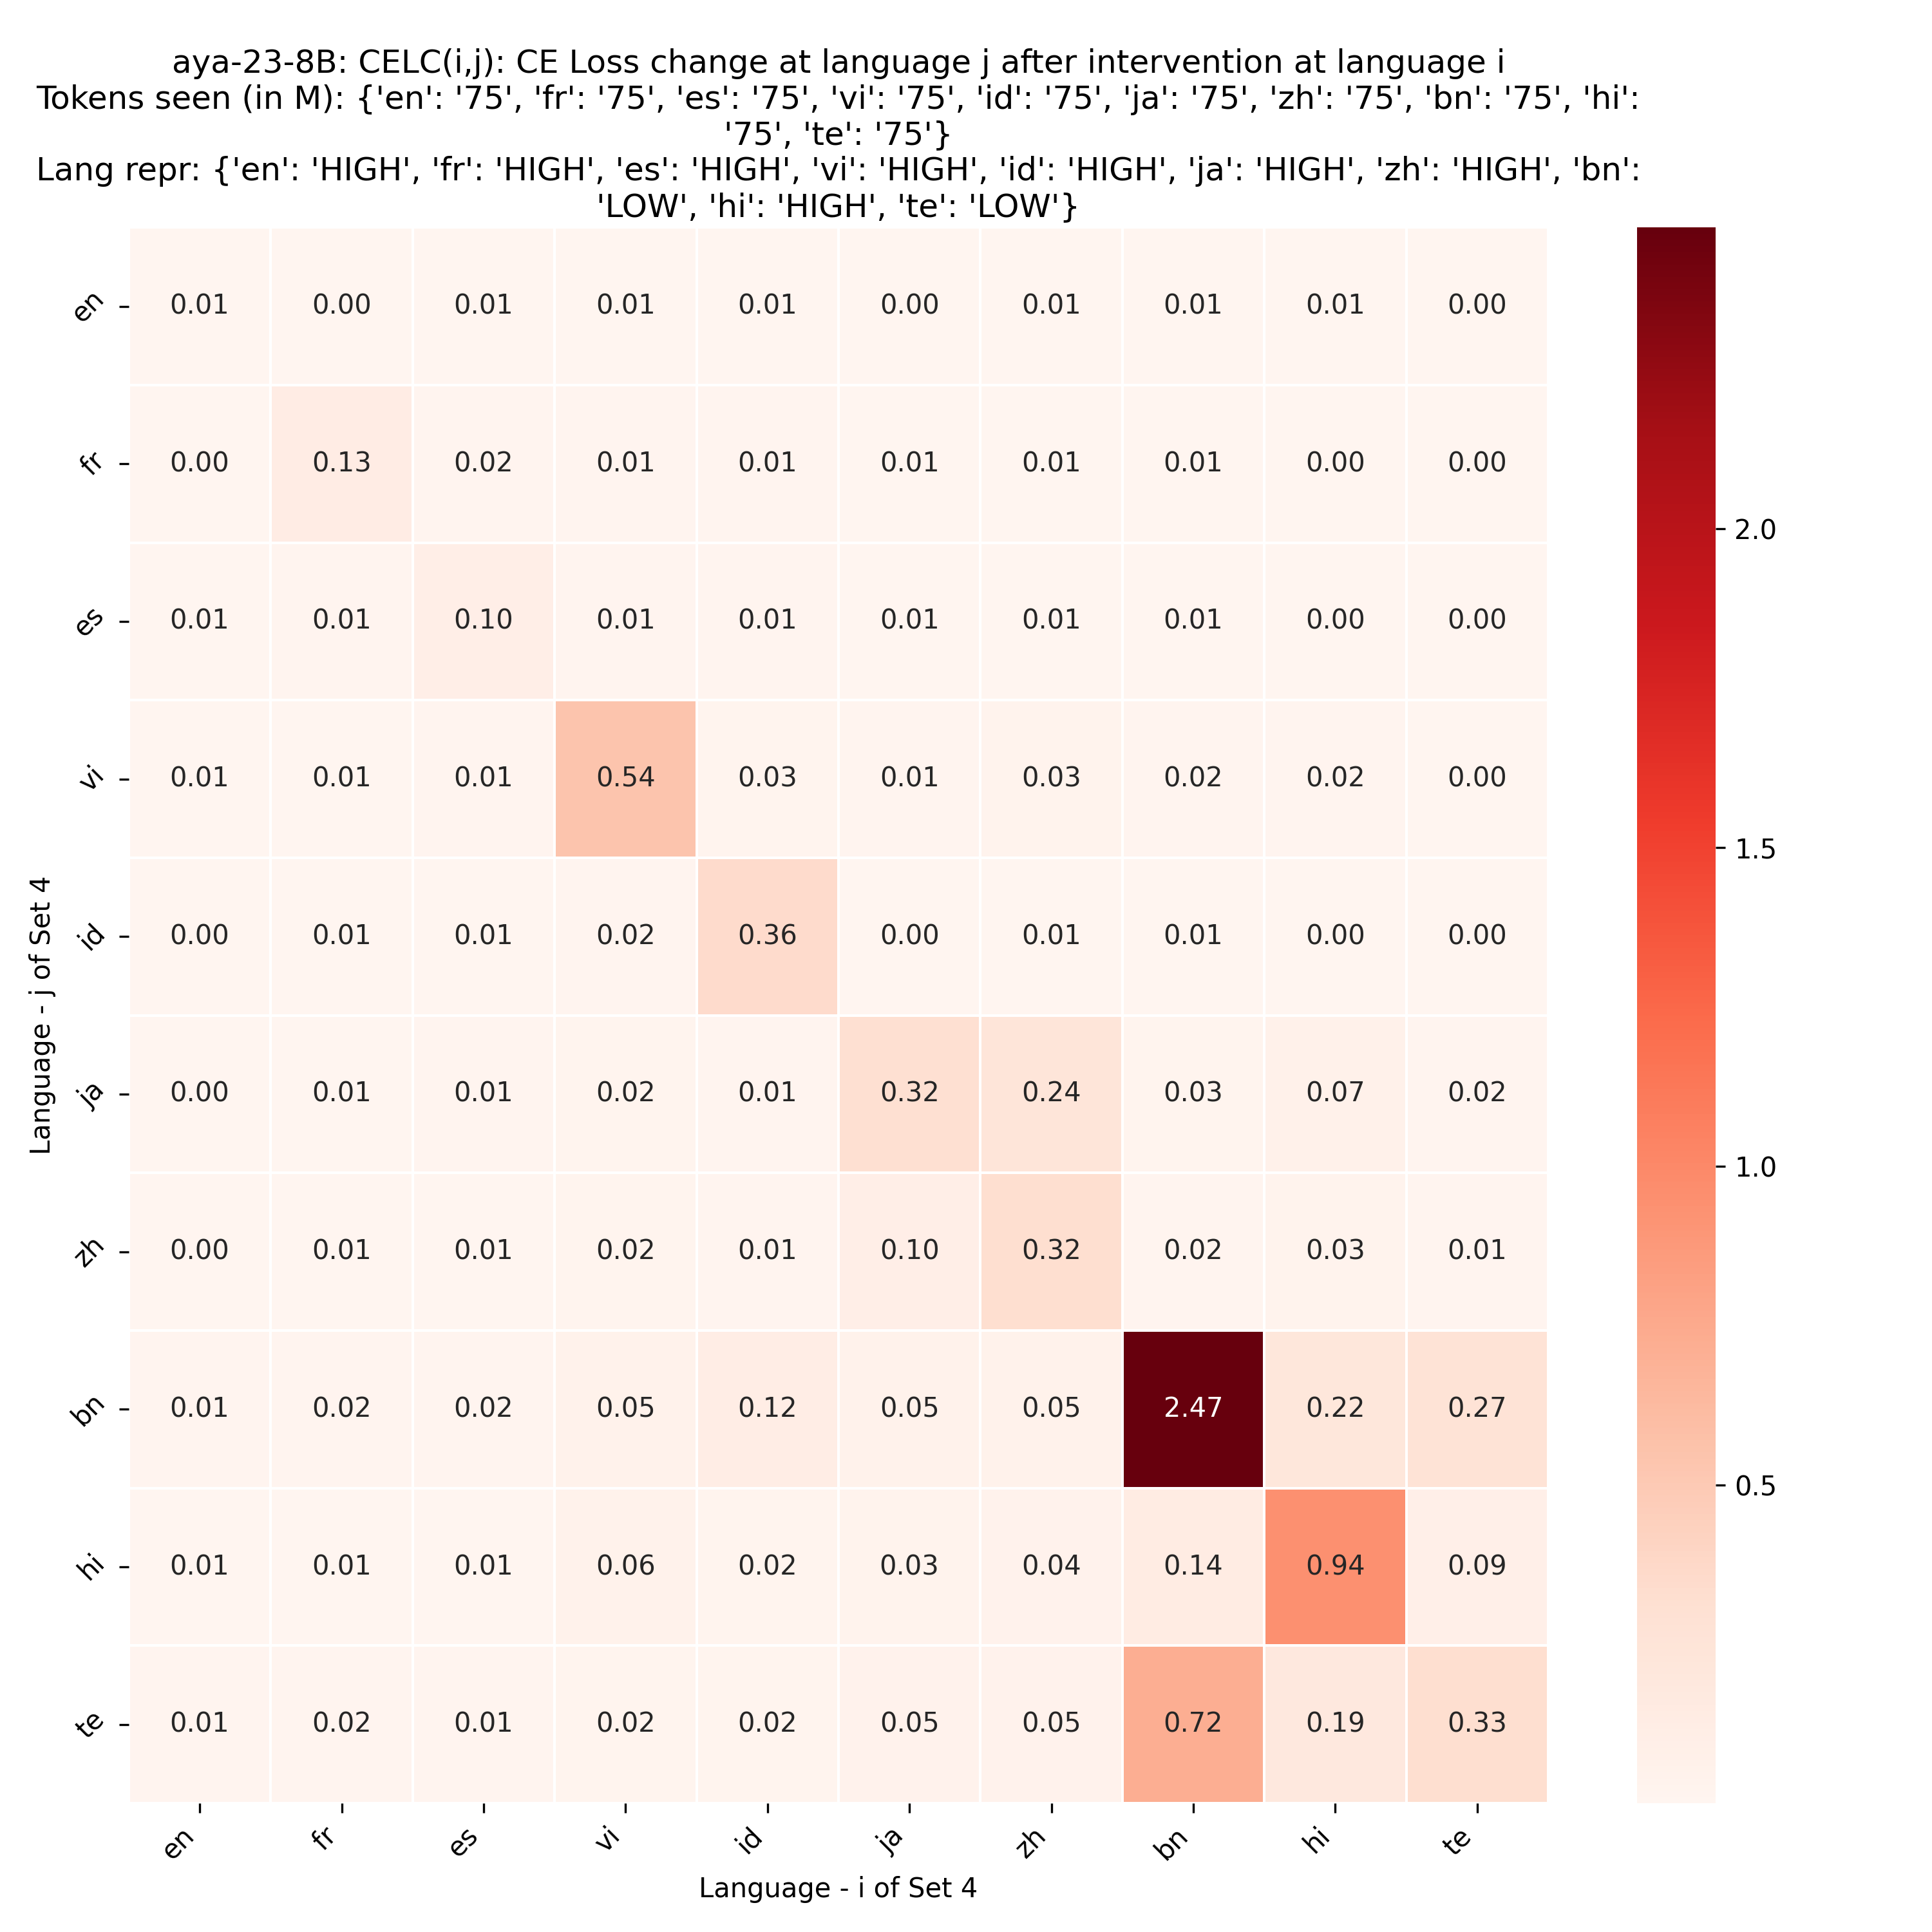 aya-23-8B: CELC(i,j): CE Loss change at language j after intervention at language i
Tokens seen (in M): {'en': '75', 'fr': '75', 'es': '75', 'vi': '75', 'id': '75', 'ja': '75', 'zh': '75', 'bn': '75', 'hi':
'75', 'te': '75'}
Lang repr: {'en': 'HIGH', 'fr': 'HIGH', 'es': 'HIGH', 'vi': 'HIGH', 'id': 'HIGH', 'ja': 'HIGH', 'zh': 'HIGH', 'bn':
'LOW', 'hi': 'HIGH', 'te': 'LOW'}
en 0.01 0.00 0.01 0.01 0.01 0.00 0.01 0.01 0.01 0.00
fr 0.00 0.13 0.02 0.01 0.01 0.01 0.01 0.01 0.00 0.00
es 0.01 0.01 0.10 0.01 0.01 0.01 0.01 0.01 0.00 0.00
vi 0.01 0.01 0.01 0.54 0.03 0.01 0.03 0.02 0.02 0.00
id 0.00 0.01 0.01 0.02 0.36 0.00 0.01 0.01 0.00 0.00
ja 0.00 0.01 0.01 0.02 0.01 0.32 0.24 0.03 0.07 0.02
zh 0.00 0.01 0.01 0.02 0.01 0.10 0.32 0.02 0.03 0.01
bn 0.01 0.02 0.02 0.05 0.12 0.05 0.05 2.47 0.22 0.27
hi 0.01 0.01 0.01 0.06 0.02 0.03 0.04 0.14 0.94 0.09
te 0.01 0.02 0.01 0.02 0.02 0.05 0.05 0.72 0.19 0.33
en fr es vi id ja zh bn hi te
Language - i of Set 4
Language - j of Set 4
2.0
1.5
1.0
0.5